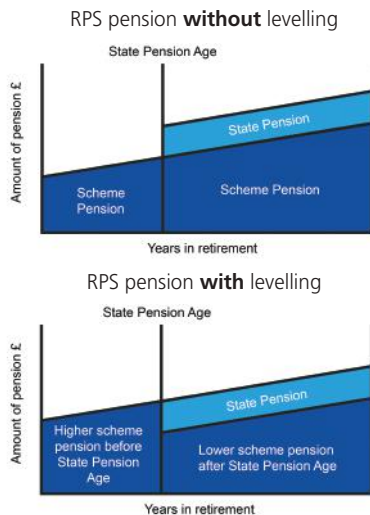 RPS pension without levelling
State Pension Age
Amount of pension £
State Pension
Scheme
Pension
Scheme Pension
Years in retirement
RPS pension with levelling
State Pension Age
Amount of pension £
State Pension
Higher scheme
pension before
State Pension
Age
Lower scheme pension
after State Pension Age
Years in retirement